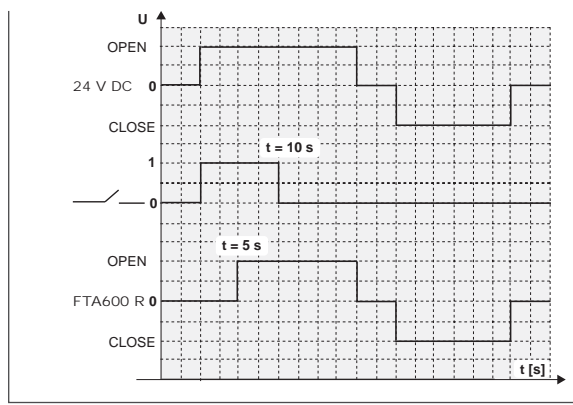 U
OPEN
24 V DC 0
CLOSE
t = 10 s
1
0
t = 5 s
OPEN
FTA600 R 0
CLOSE
t [s]